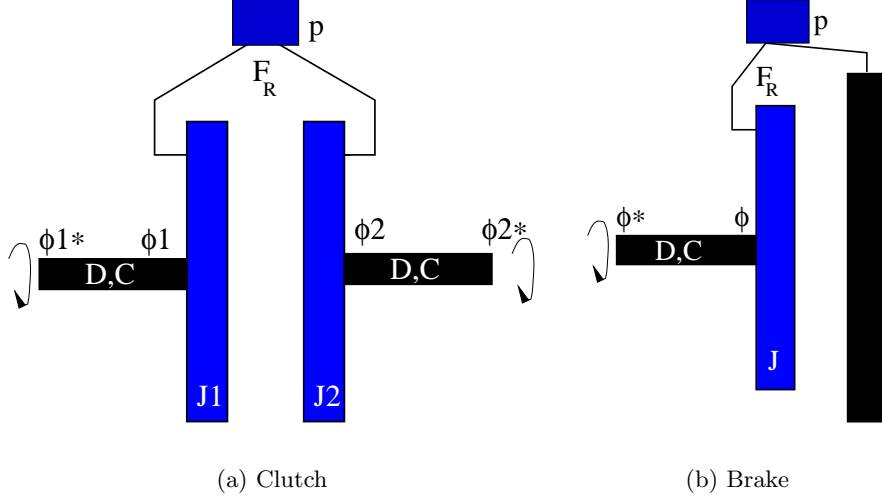 p
F_R
ϕ1* ϕ1
D,C
ϕ2 ϕ2*
D,C
J1 J2
(a) Clutch
p
F_R
ϕ* ϕ
D,C
J
(b) Brake